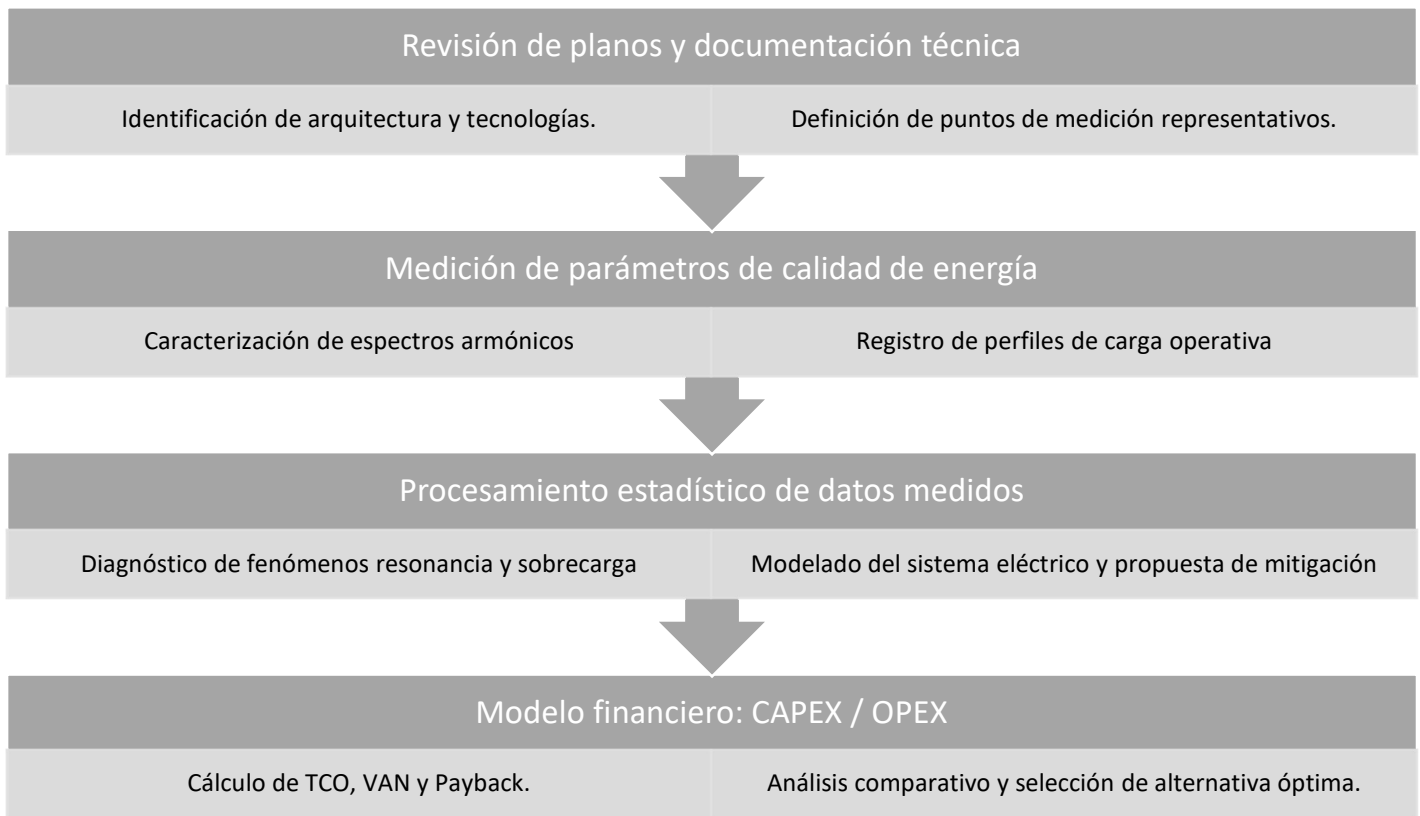 Revisión de planos y documentación técnica
Identificación de arquitectura y tecnologías.
Definición de puntos de medición representativos.
Medición de parámetros de calidad de energía
Caracterización de espectros armónicos
Registro de perfiles de carga operativa
Procesamiento estadístico de datos medidos
Diagnóstico de fenómenos resonancia y sobrecarga
Modelado del sistema eléctrico y propuesta de mitigación
Modelo financiero: CAPEX / OPEX
Cálculo de TCO, VAN y Payback.
Análisis comparativo y selección de alternativa óptima.